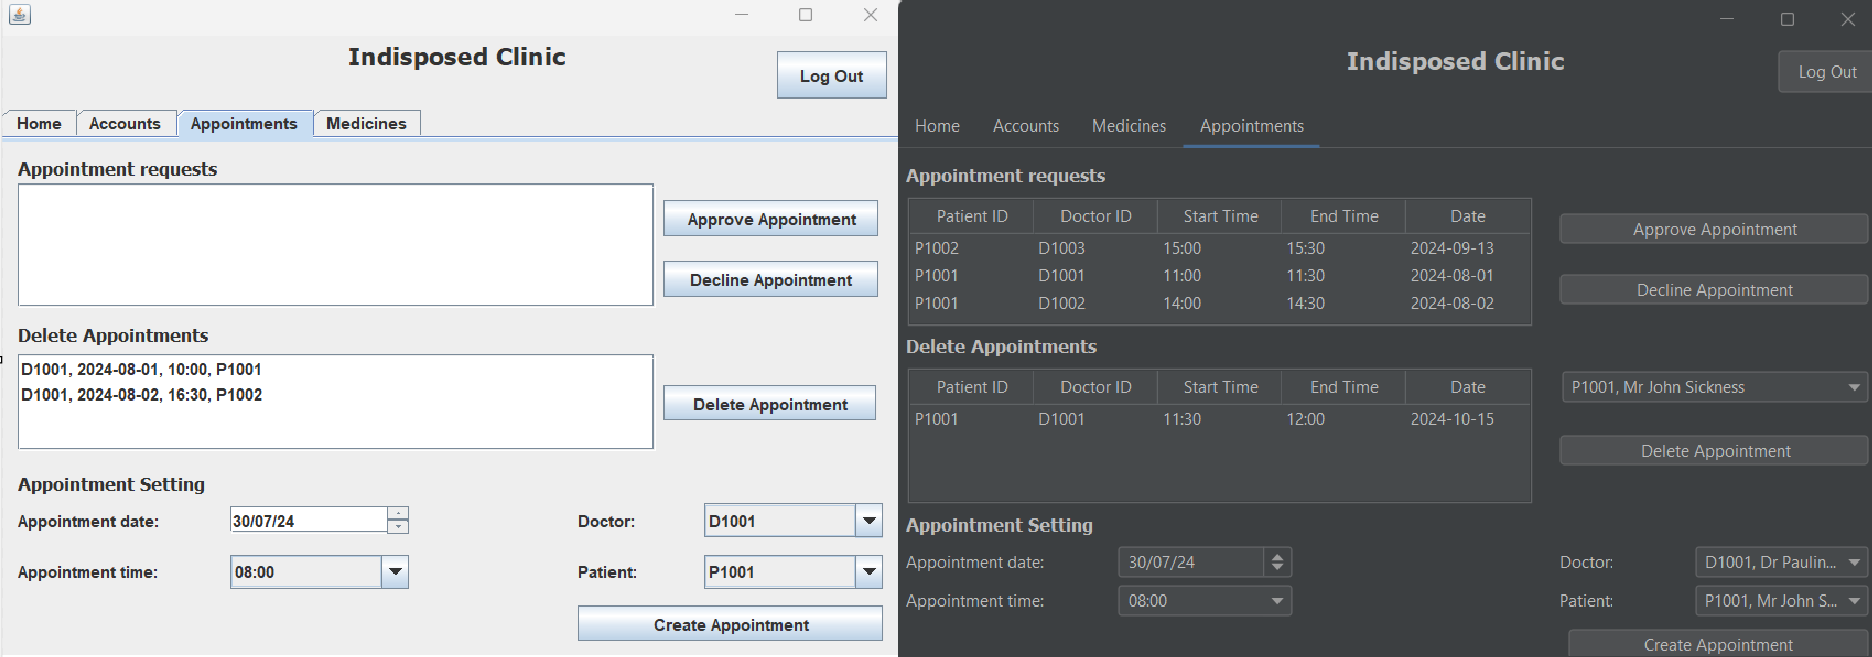 Indisposed Clinic
Log Out
Home Accounts Appointments Medicines
Appointment requests
Approve Appointment
Decline Appointment
Delete Appointments
D1001, 2024-08-01, 10:00, P1001
D1001, 2024-08-02, 16:30, P1002
Delete Appointment
Appointment Setting
Appointment date: 30/07/24 Doctor: D1001
Appointment time: 08:00 Patient: P1001
Create Appointment
Indisposed Clinic
Log Out
Home Accounts Medicines Appointments
Appointment requests
Patient ID Doctor ID Start Time End Time Date
P1002 D1003 15:00 15:30 2024-09-13
P1001 D1001 11:00 11:30 2024-08-01
P1001 D1002 14:00 14:30 2024-08-02
Approve Appointment
Decline Appointment
Delete Appointments
Patient ID Doctor ID Start Time End Time Date
P1001 D1001 11:30 12:00 2024-10-15
P1001, Mr John Sickness
Delete Appointment
Appointment Setting
Appointment date: 30/07/24 Doctor: D1001, Dr Paulin...
Appointment time: 08:00 Patient: P1001, Mr John S...
Create Appointment